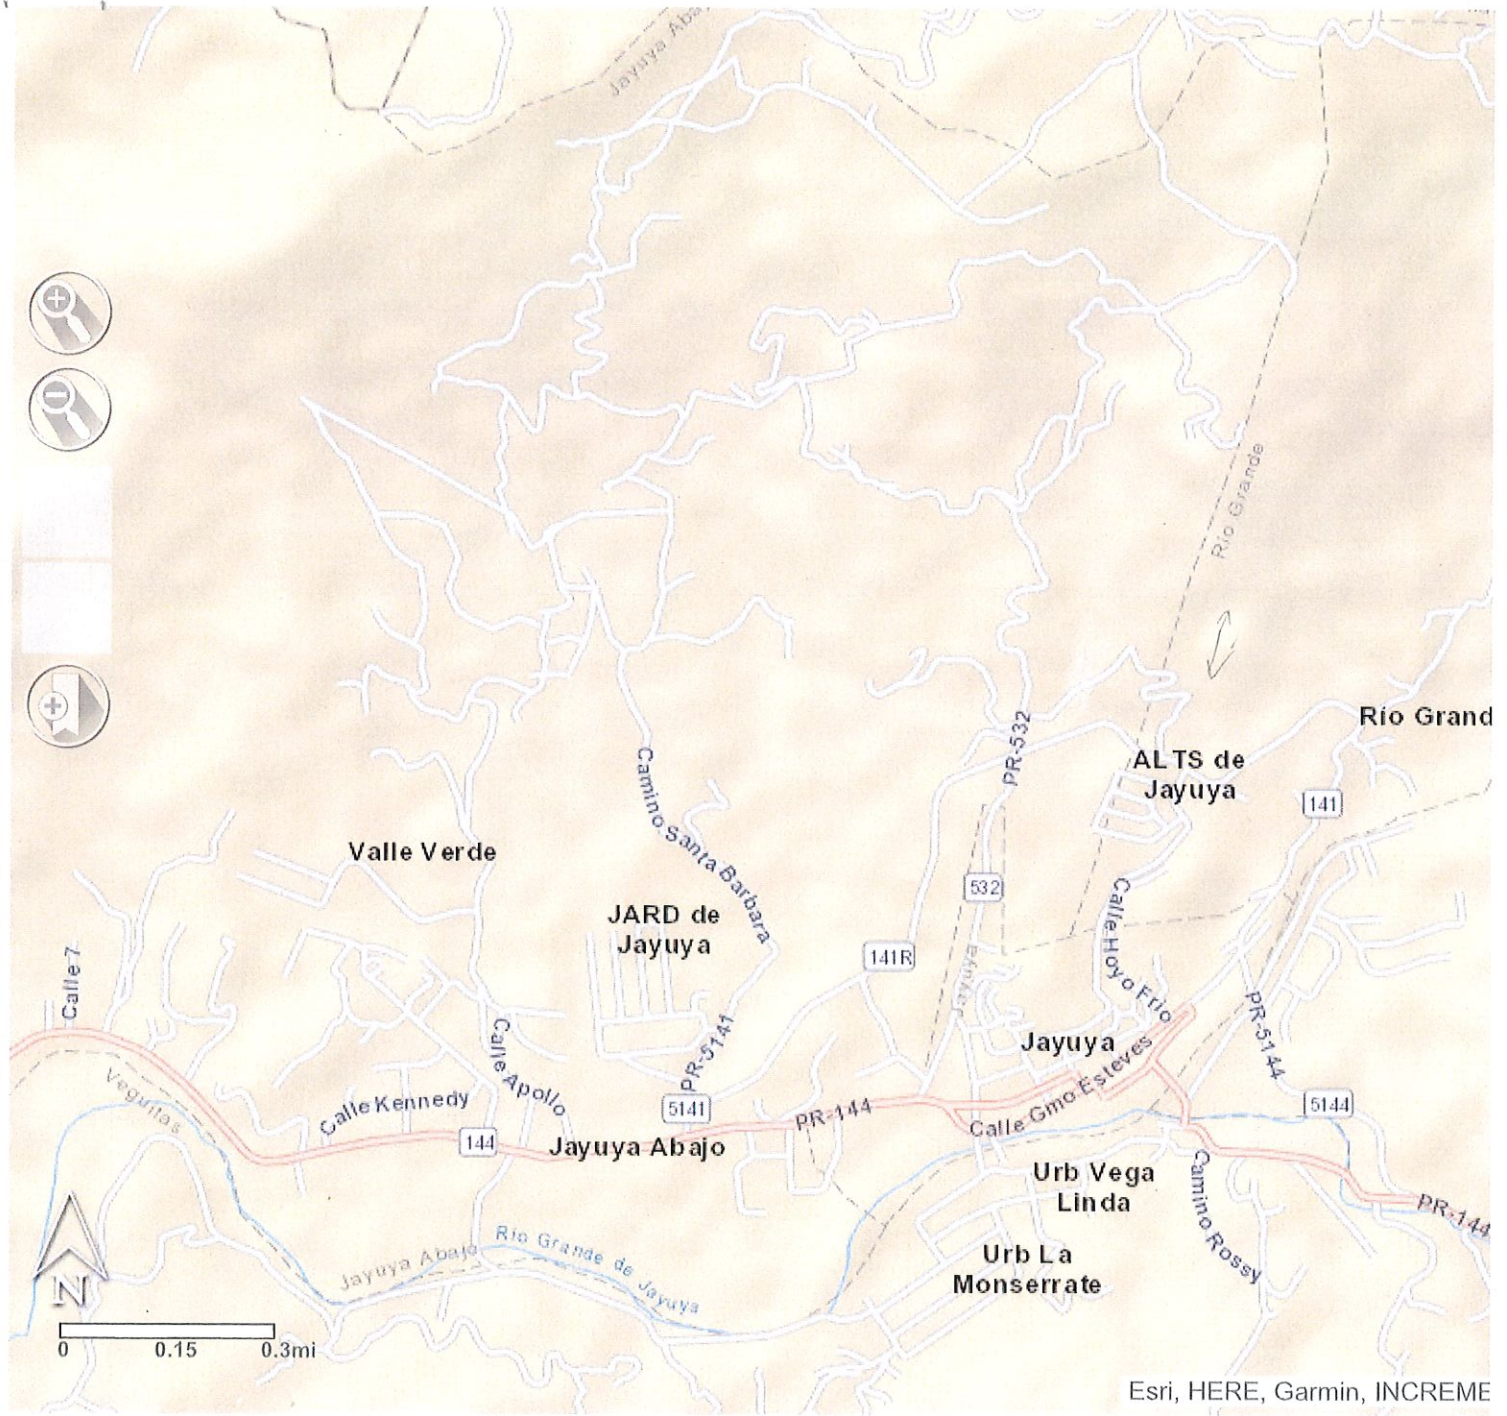 Jayuya Aba
Río Grande
Río Grand
PR-532
ALTS de
Jayuya
141
Camino Santa Barbara
Valle Verde
532
Calle Hoyo Frio
JARD de
Jayuya
141R
Jayuya
Calle 7
PR-5141
Calle Apollo
Jayuya
PR-5144
Veguitas
Calle Kennedy
5141
PR-144
Calle Gmo Esteves
5144
144
Jayuya Abajo
Urb Vega
Linda
Camino Rossy
PR-144
Jayuya Abajo
Río Grande de Jayuya
Urb La
Monserrate
N
0 0.15 0.3mi
Esri, HERE, Garmin, INCREME